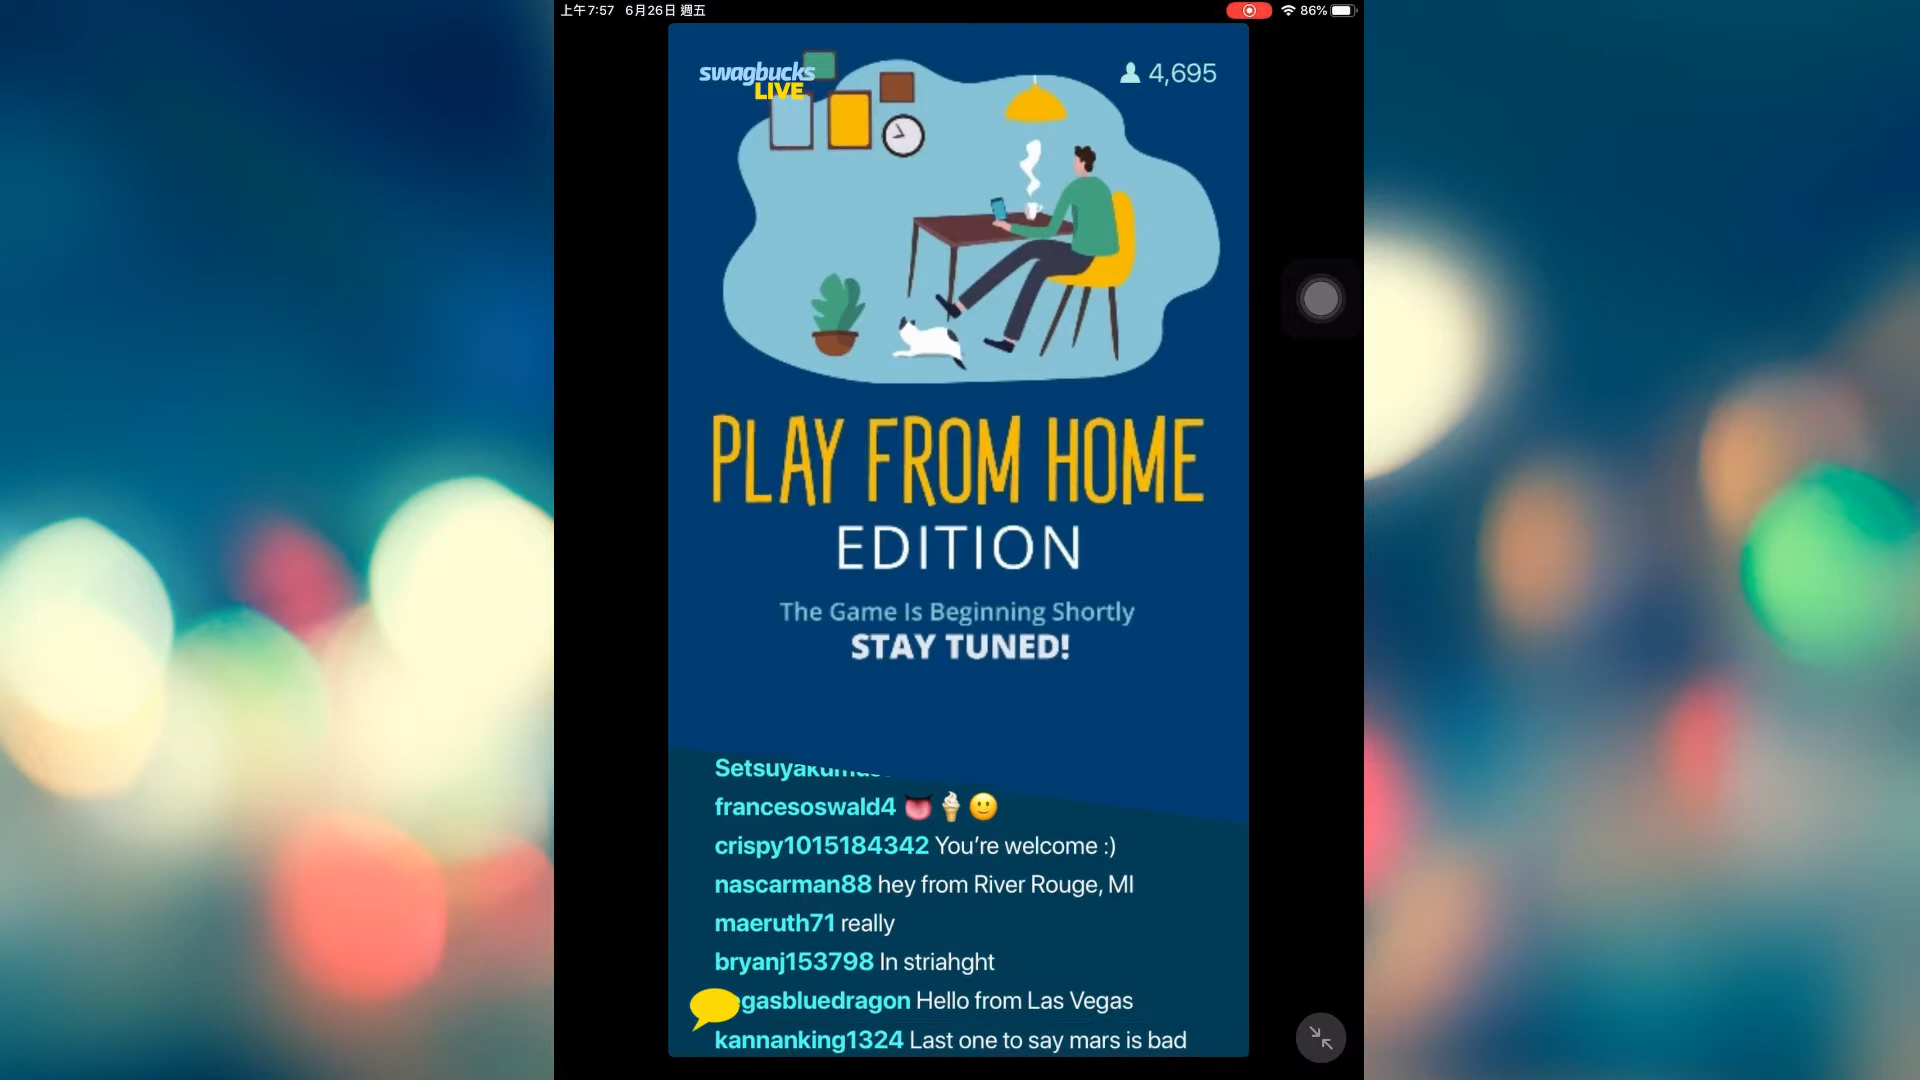 上午7:57 6月26日 週五
86%
swagbucks
LIVE
4,695
PLAY FROM HOME
EDITION
The Game Is Beginning Shortly
STAY TUNED!
francesoswald4 👅🍦🙂
crispy1015184342 You're welcome :)
nascarman88 hey from River Rouge, MI
maeruth71 really
bryanj153798 In striahght
gasbluedragon Hello from Las Vegas
kannanking1324 Last one to say mars is bad